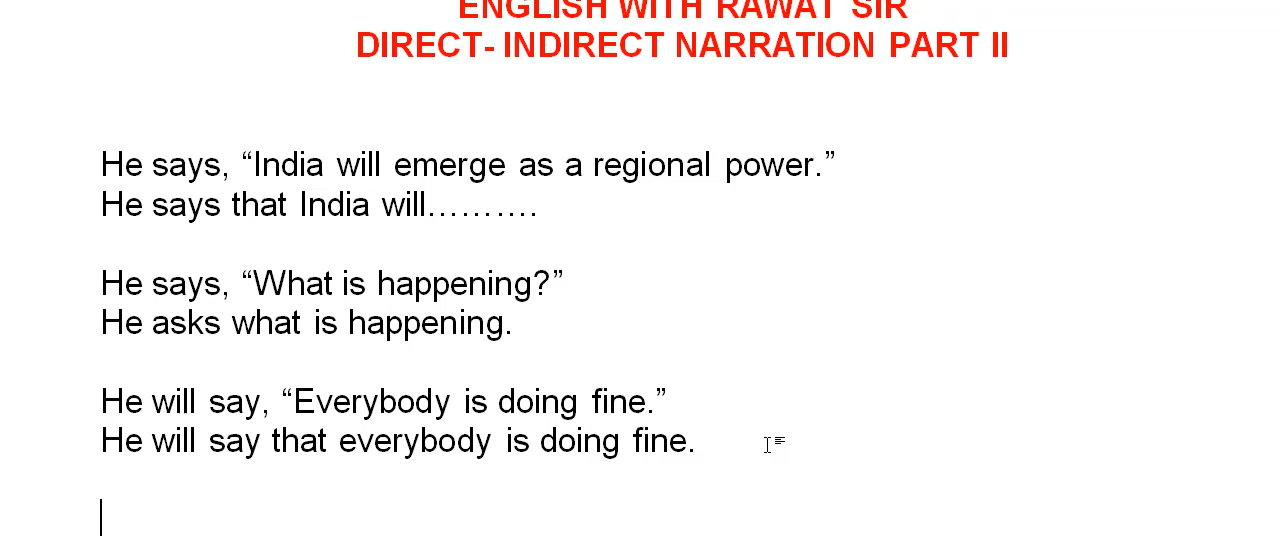 ENGLISH WITH RAWAT SIR
DIRECT- INDIRECT NARRATION PART II
He says, “India will emerge as a regional power.”
He says that India will……….
He says, “What is happening?”
He asks what is happening.
He will say, “Everybody is doing fine.”
He will say that everybody is doing fine.